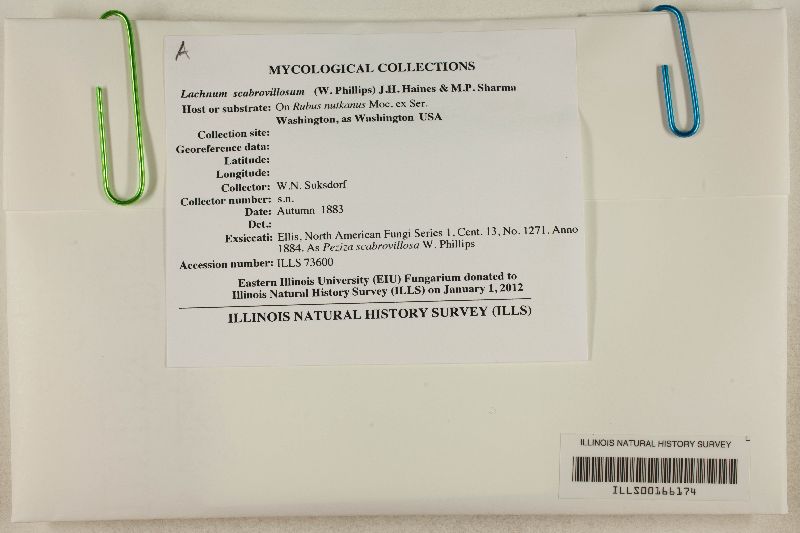 A
MYCOLOGICAL COLLECTIONS
Lachnum scabrovillosum (W. Phillips) J.H. Haines & M.P. Sharma
Host or substrate: On Rubus nutkanus Moc. ex Ser.
Washington, as Washington USA
Collection site:
Georeference data:
Latitude:
Longitude:
Collector: W.N. Suksdorf
Collector number: s.n.
Date: Autumn 1883
Det.:
Exsiccati: Ellis, North American Fungi Series 1, Cent. 13, No. 1271, Anno
1884. As Peziza scabrovillosa W. Phillips
Accession number: ILLS 73600
Eastern Illinois University (EIU) Fungarium donated to
Illinois Natural History Survey (ILLS) on January 1, 2012
ILLINOIS NATURAL HISTORY SURVEY (ILLS)
ILLINOIS NATURAL HISTORY SURVEY
ILLS00166174